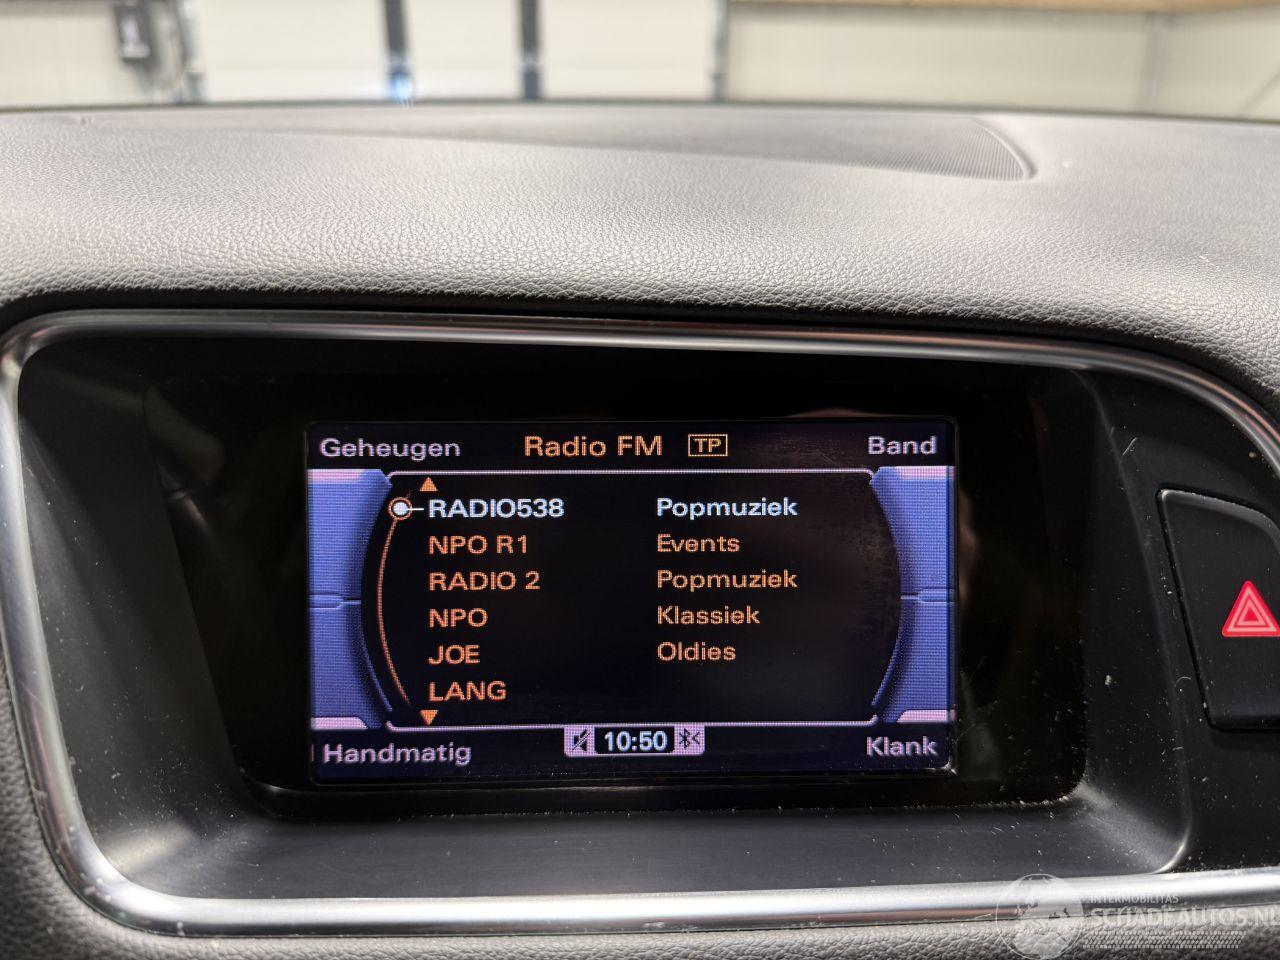 Geheugen Radio FM TP Band
RADIO538 Popmuziek
NPO R1 Events
RADIO 2 Popmuziek
NPO Klassiek
JOE Oldies
LANG
Handmatig 10:50 Klank
INTERMOBILITAS
SCHADEAUTOS.NL